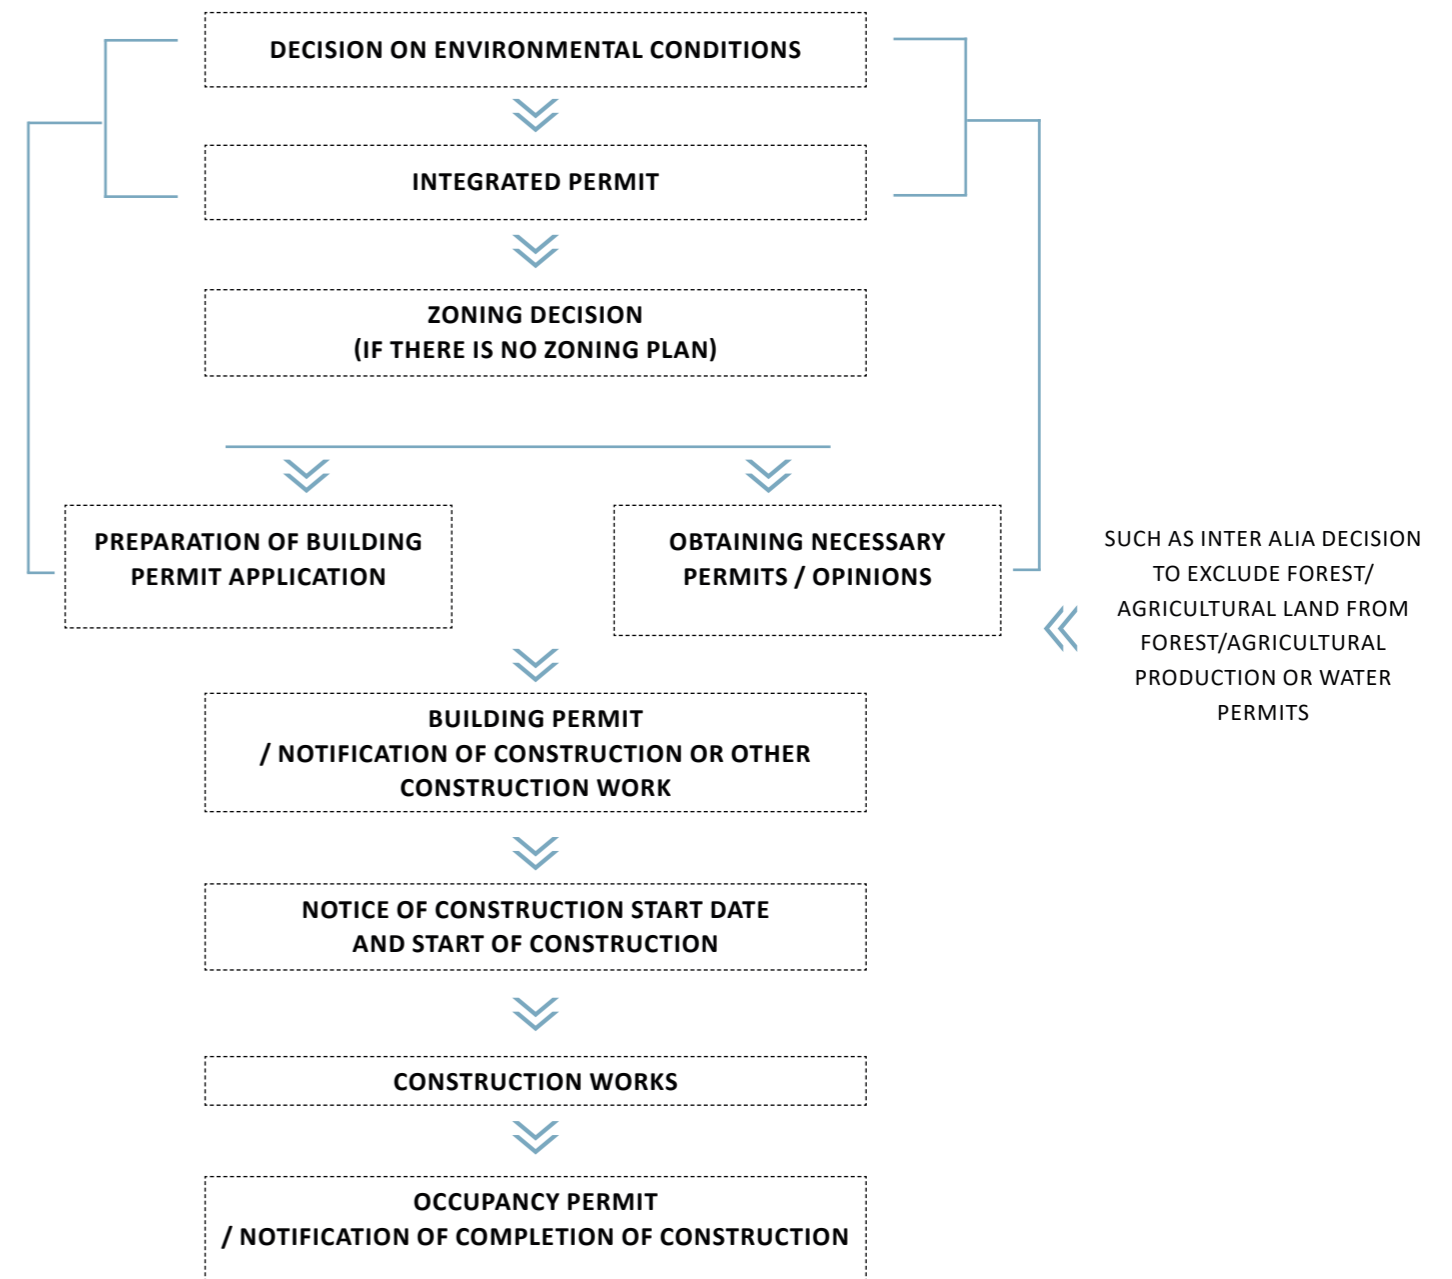 DECISION ON ENVIRONMENTAL CONDITIONS
INTEGRATED PERMIT
ZONING DECISION
(IF THERE IS NO ZONING PLAN)
PREPARATION OF BUILDING
PERMIT APPLICATION
OBTAINING NECESSARY
PERMITS / OPINIONS
SUCH AS INTER ALIA DECISION
TO EXCLUDE FOREST/
AGRICULTURAL LAND FROM
FOREST/AGRICULTURAL
PRODUCTION OR WATER
PERMITS
BUILDING PERMIT
/ NOTIFICATION OF CONSTRUCTION OR OTHER
CONSTRUCTION WORK
NOTICE OF CONSTRUCTION START DATE
AND START OF CONSTRUCTION
CONSTRUCTION WORKS
OCCUPANCY PERMIT
/ NOTIFICATION OF COMPLETION OF CONSTRUCTION